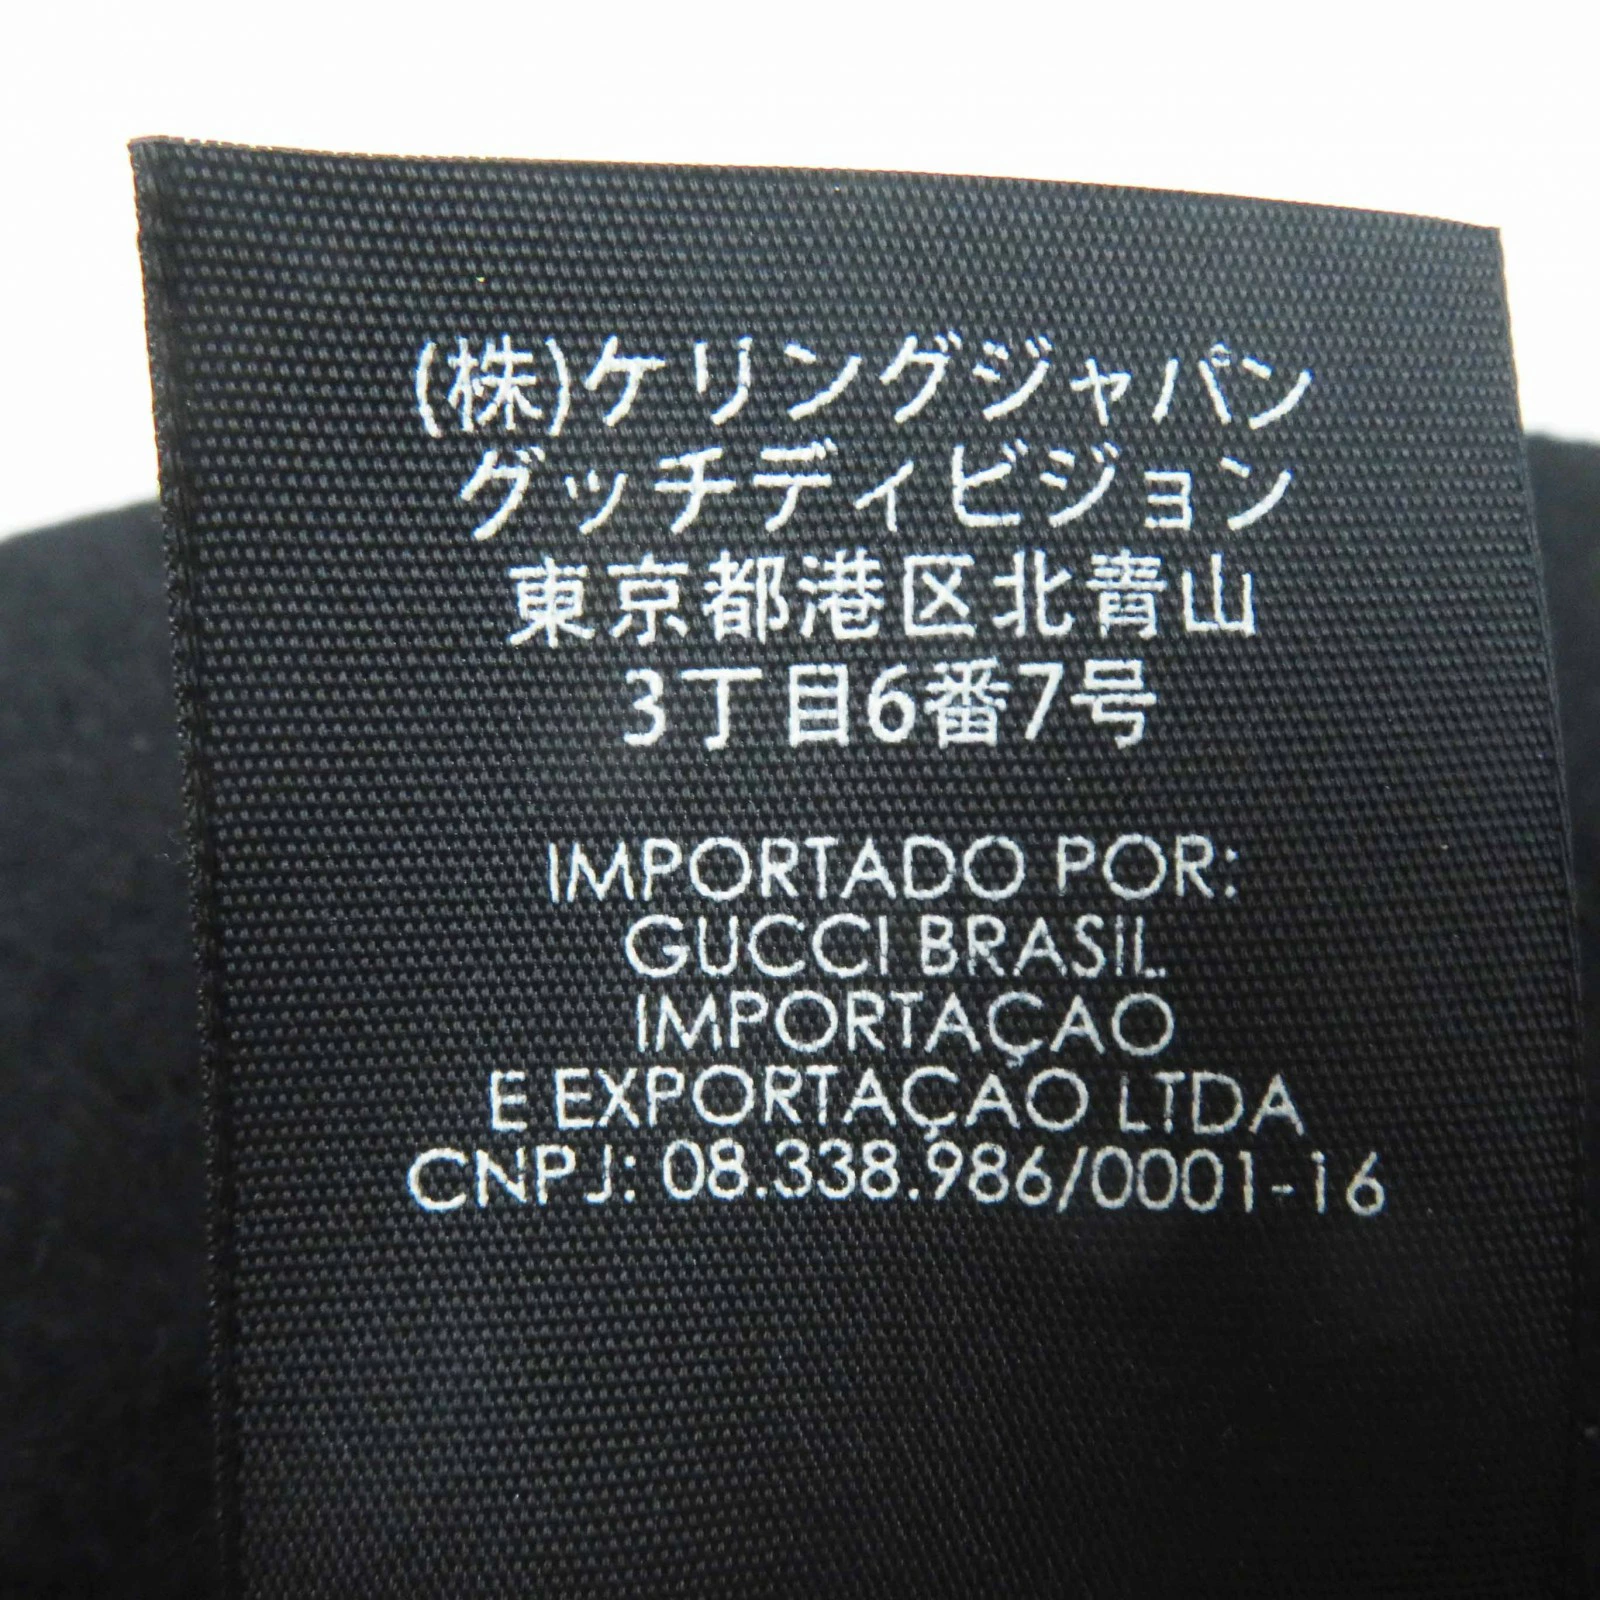 (株)ケリングジャパン
グッチディビジョン
東京都港区北青山
3丁目6番7号
IMPORTADO POR:
GUCCI BRASIL
IMPORTAÇAO
E EXPORTAÇAO LTDA
CNPJ: 08.338.986/0001-16